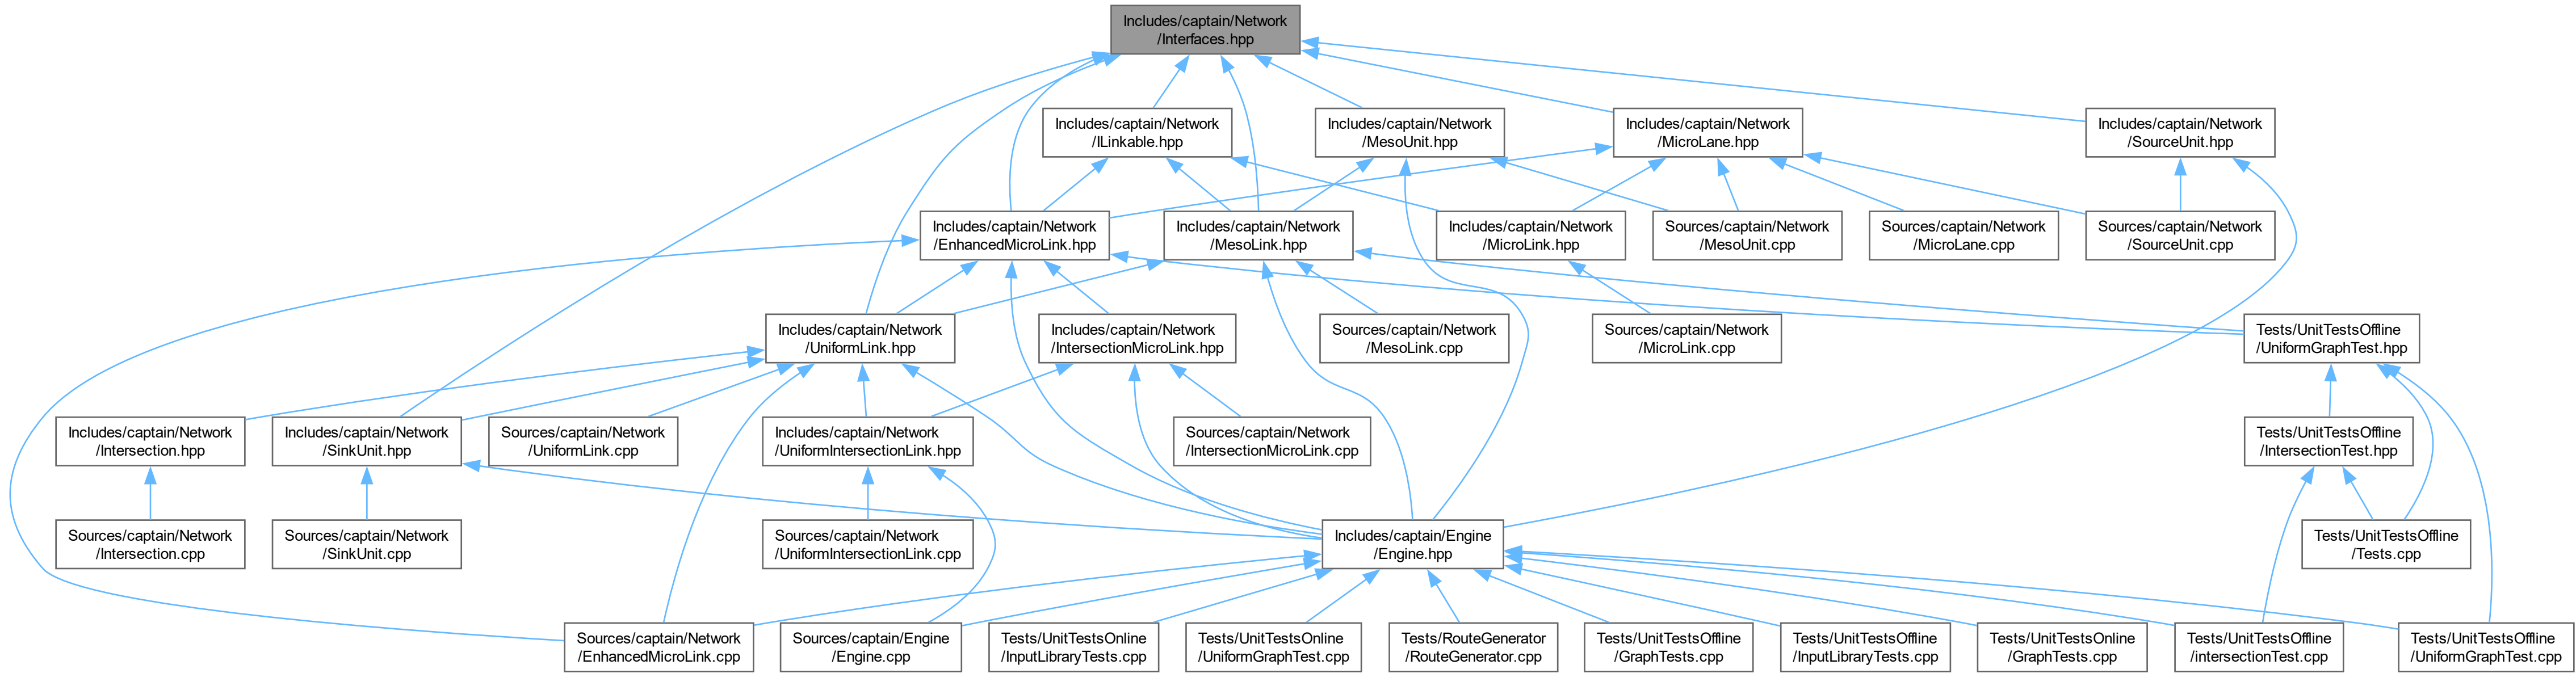 Includes/captain/Network
/Interfaces.hpp
Includes/captain/Network
/ILinkable.hpp
Includes/captain/Network
/MesoUnit.hpp
Includes/captain/Network
/MicroLane.hpp
Includes/captain/Network
/SourceUnit.hpp
Includes/captain/Network
/EnhancedMicroLink.hpp
Includes/captain/Network
/MesoLink.hpp
Includes/captain/Network
/MicroLink.hpp
Sources/captain/Network
/MesoUnit.cpp
Sources/captain/Network
/MicroLane.cpp
Sources/captain/Network
/SourceUnit.cpp
Includes/captain/Network
/UniformLink.hpp
Includes/captain/Network
/IntersectionMicroLink.hpp
Sources/captain/Network
/MesoLink.cpp
Sources/captain/Network
/MicroLink.cpp
Tests/UnitTestsOffline
/UniformGraphTest.hpp
Includes/captain/Network
/Intersection.hpp
Includes/captain/Network
/SinkUnit.hpp
Sources/captain/Network
/UniformLink.cpp
Includes/captain/Network
/UniformIntersectionLink.hpp
Sources/captain/Network
/IntersectionMicroLink.cpp
Tests/UnitTestsOffline
/IntersectionTest.hpp
Sources/captain/Network
/Intersection.cpp
Sources/captain/Network
/SinkUnit.cpp
Sources/captain/Network
/UniformIntersectionLink.cpp
Includes/captain/Engine
/Engine.hpp
Tests/UnitTestsOffline
/Tests.cpp
Sources/captain/Network
/EnhancedMicroLink.cpp
Sources/captain/Engine
/Engine.cpp
Tests/UnitTestsOnline
/InputLibraryTests.cpp
Tests/UnitTestsOnline
/UniformGraphTest.cpp
Tests/RouteGenerator
/RouteGenerator.cpp
Tests/UnitTestsOffline
/GraphTests.cpp
Tests/UnitTestsOffline
/InputLibraryTests.cpp
Tests/UnitTestsOnline
/GraphTests.cpp
Tests/UnitTestsOffline
/intersectionTest.cpp
Tests/UnitTestsOffline
/UniformGraphTest.cpp